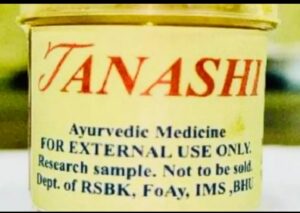 TANASHI
Ayurvedic Medicine
FOR EXTERNAL USE ONLY.
Research sample. Not to be sold.
Dept. of RSBK, FoAy, IMS ,BHU